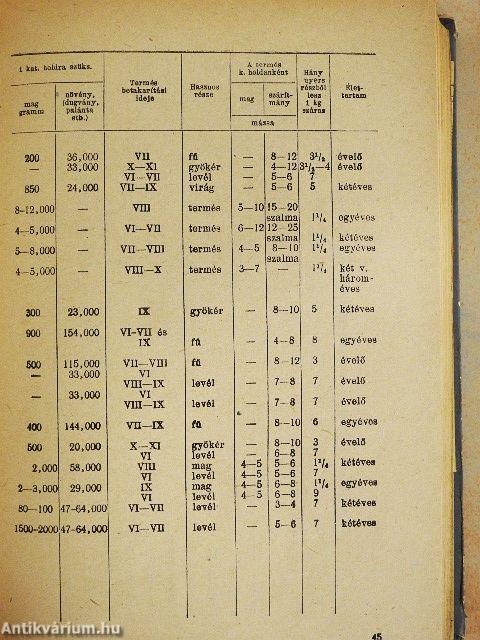 1 kat. holdra szüks. | Termés betakarítási ideje | Hasznos része | A termés k. holdanként | Hány nyers részből lesz 1 kg száraz | Élet-tartam
mag gramm | növény, (dugvány, palánta stb.) | mag | szárít-mány
mázsa
200 36,000 VII fű — 8—12 3½ évelő
— 33,000 X—XI gyökér — 4—12 3½—4 évelő
VI—VII levél — 5—6 7
850 24,000 VII—IX virág — 5—6 5 kétéves
8-12,000 — VIII termés 5—10 15—20
szalma 1¼ egyéves
4—5,000 — VI—VII termés 6—12 12—25
szalma 1¼ kétéves
5—8,000 — VII—VIII termés 4—5 8—10 1¼ egyéves
szalma
4—5,000 — VIII—X termés 3—7 — két v.
három-
éves
300 23,000 IX gyökér — 8—10 5 kétéves
900 154,000 VI-VII és
IX fű — 4—8 8 egyéves
500 115,000 VII—VIII fű — 8—12 3 évelő
— 33,000 VI
VIII—IX levél — 7—8 7 évelő
— 33,000 VI
VIII—IX levél — 7—8 7 évelő
400 144,000 VII—IX fű — 8—10 6 egyéves
500 20,000 X—XI gyökér — 8—10 3 évelő
VI levél — 6—8 7
2,000 58,000 VIII mag 4—5 5—6 1¼ kétéves
VI levél 4—5 5—6 7
2—3,000 29,000 IX mag 4—5 6—8 1¼ egyéves
VI levél 4—5 6—8 9
80—100 47-64,000 VI—VII levél — 3—4 7 kétéves
1500-2000 47-64,000 VI—VII levél — 5—6 7 kétéves
45
Antikvárium.hu